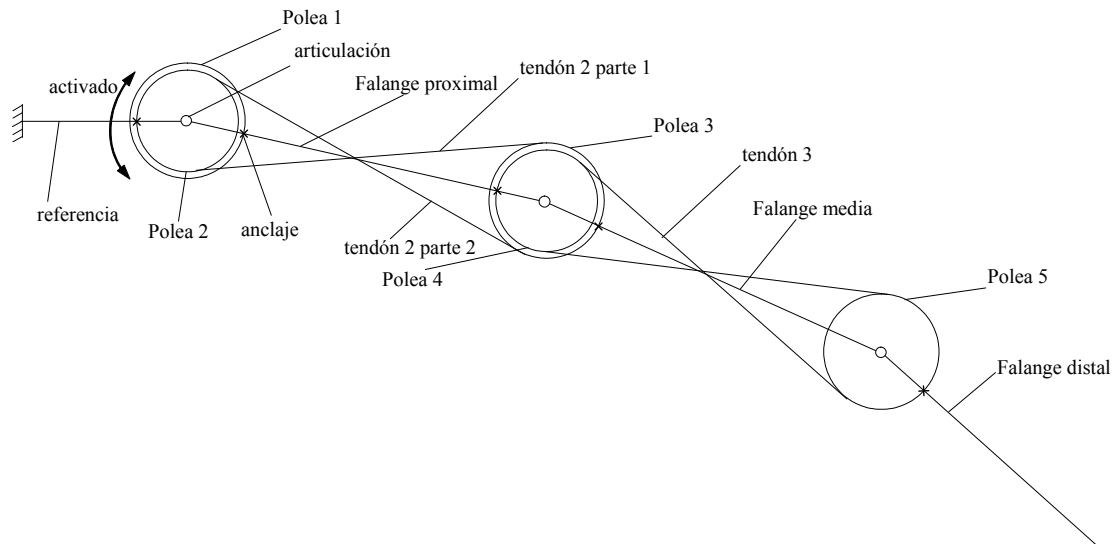 Polea 1
articulación
tendón 2 parte 1
activado
Falange proximal
Polea 3
tendón 3
Falange media
referencia
Polea 2
anclaje
tendón 2 parte 2
Polea 4
Polea 5
Falange distal